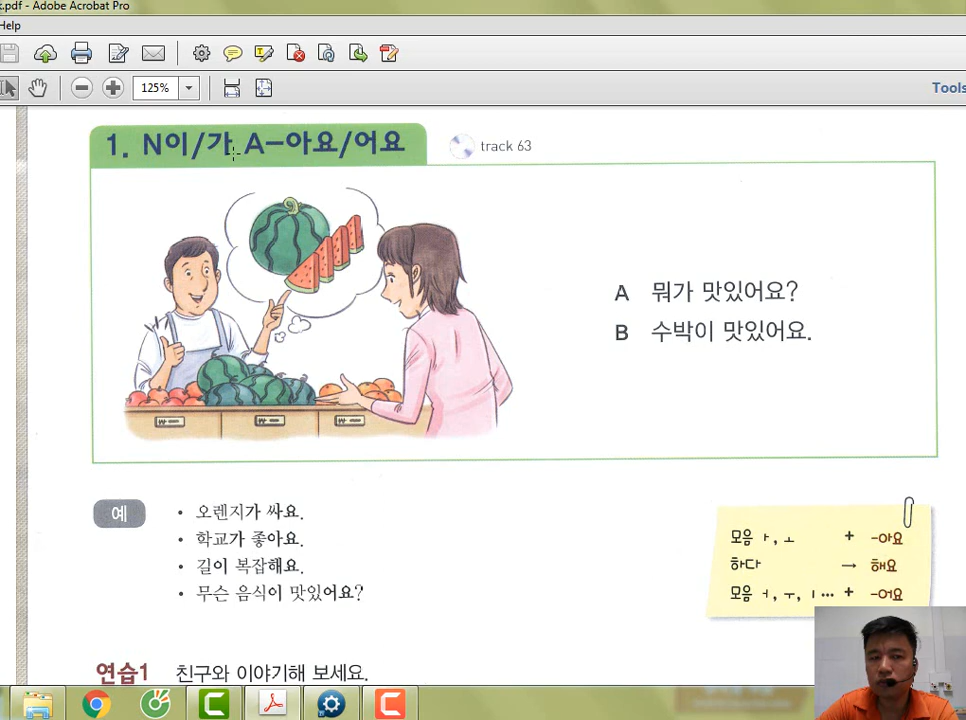 k.pdf - Adobe Acrobat Pro
Help
125%
Tools
1. N이/가 A-아요/어요
track 63
A 뭐가 맛있어요?
B 수박이 맛있어요.
예
• 오렌지가 싸요.
• 학교가 좋아요.
• 길이 복잡해요.
• 무슨 음식이 맛있어요?
모음 ㅏ, ㅗ + -아요
하다 → 해요
모음 ㅓ, ㅜ, ㅣ ⋯ + -어요
연습1 친구와 이야기해 보세요.